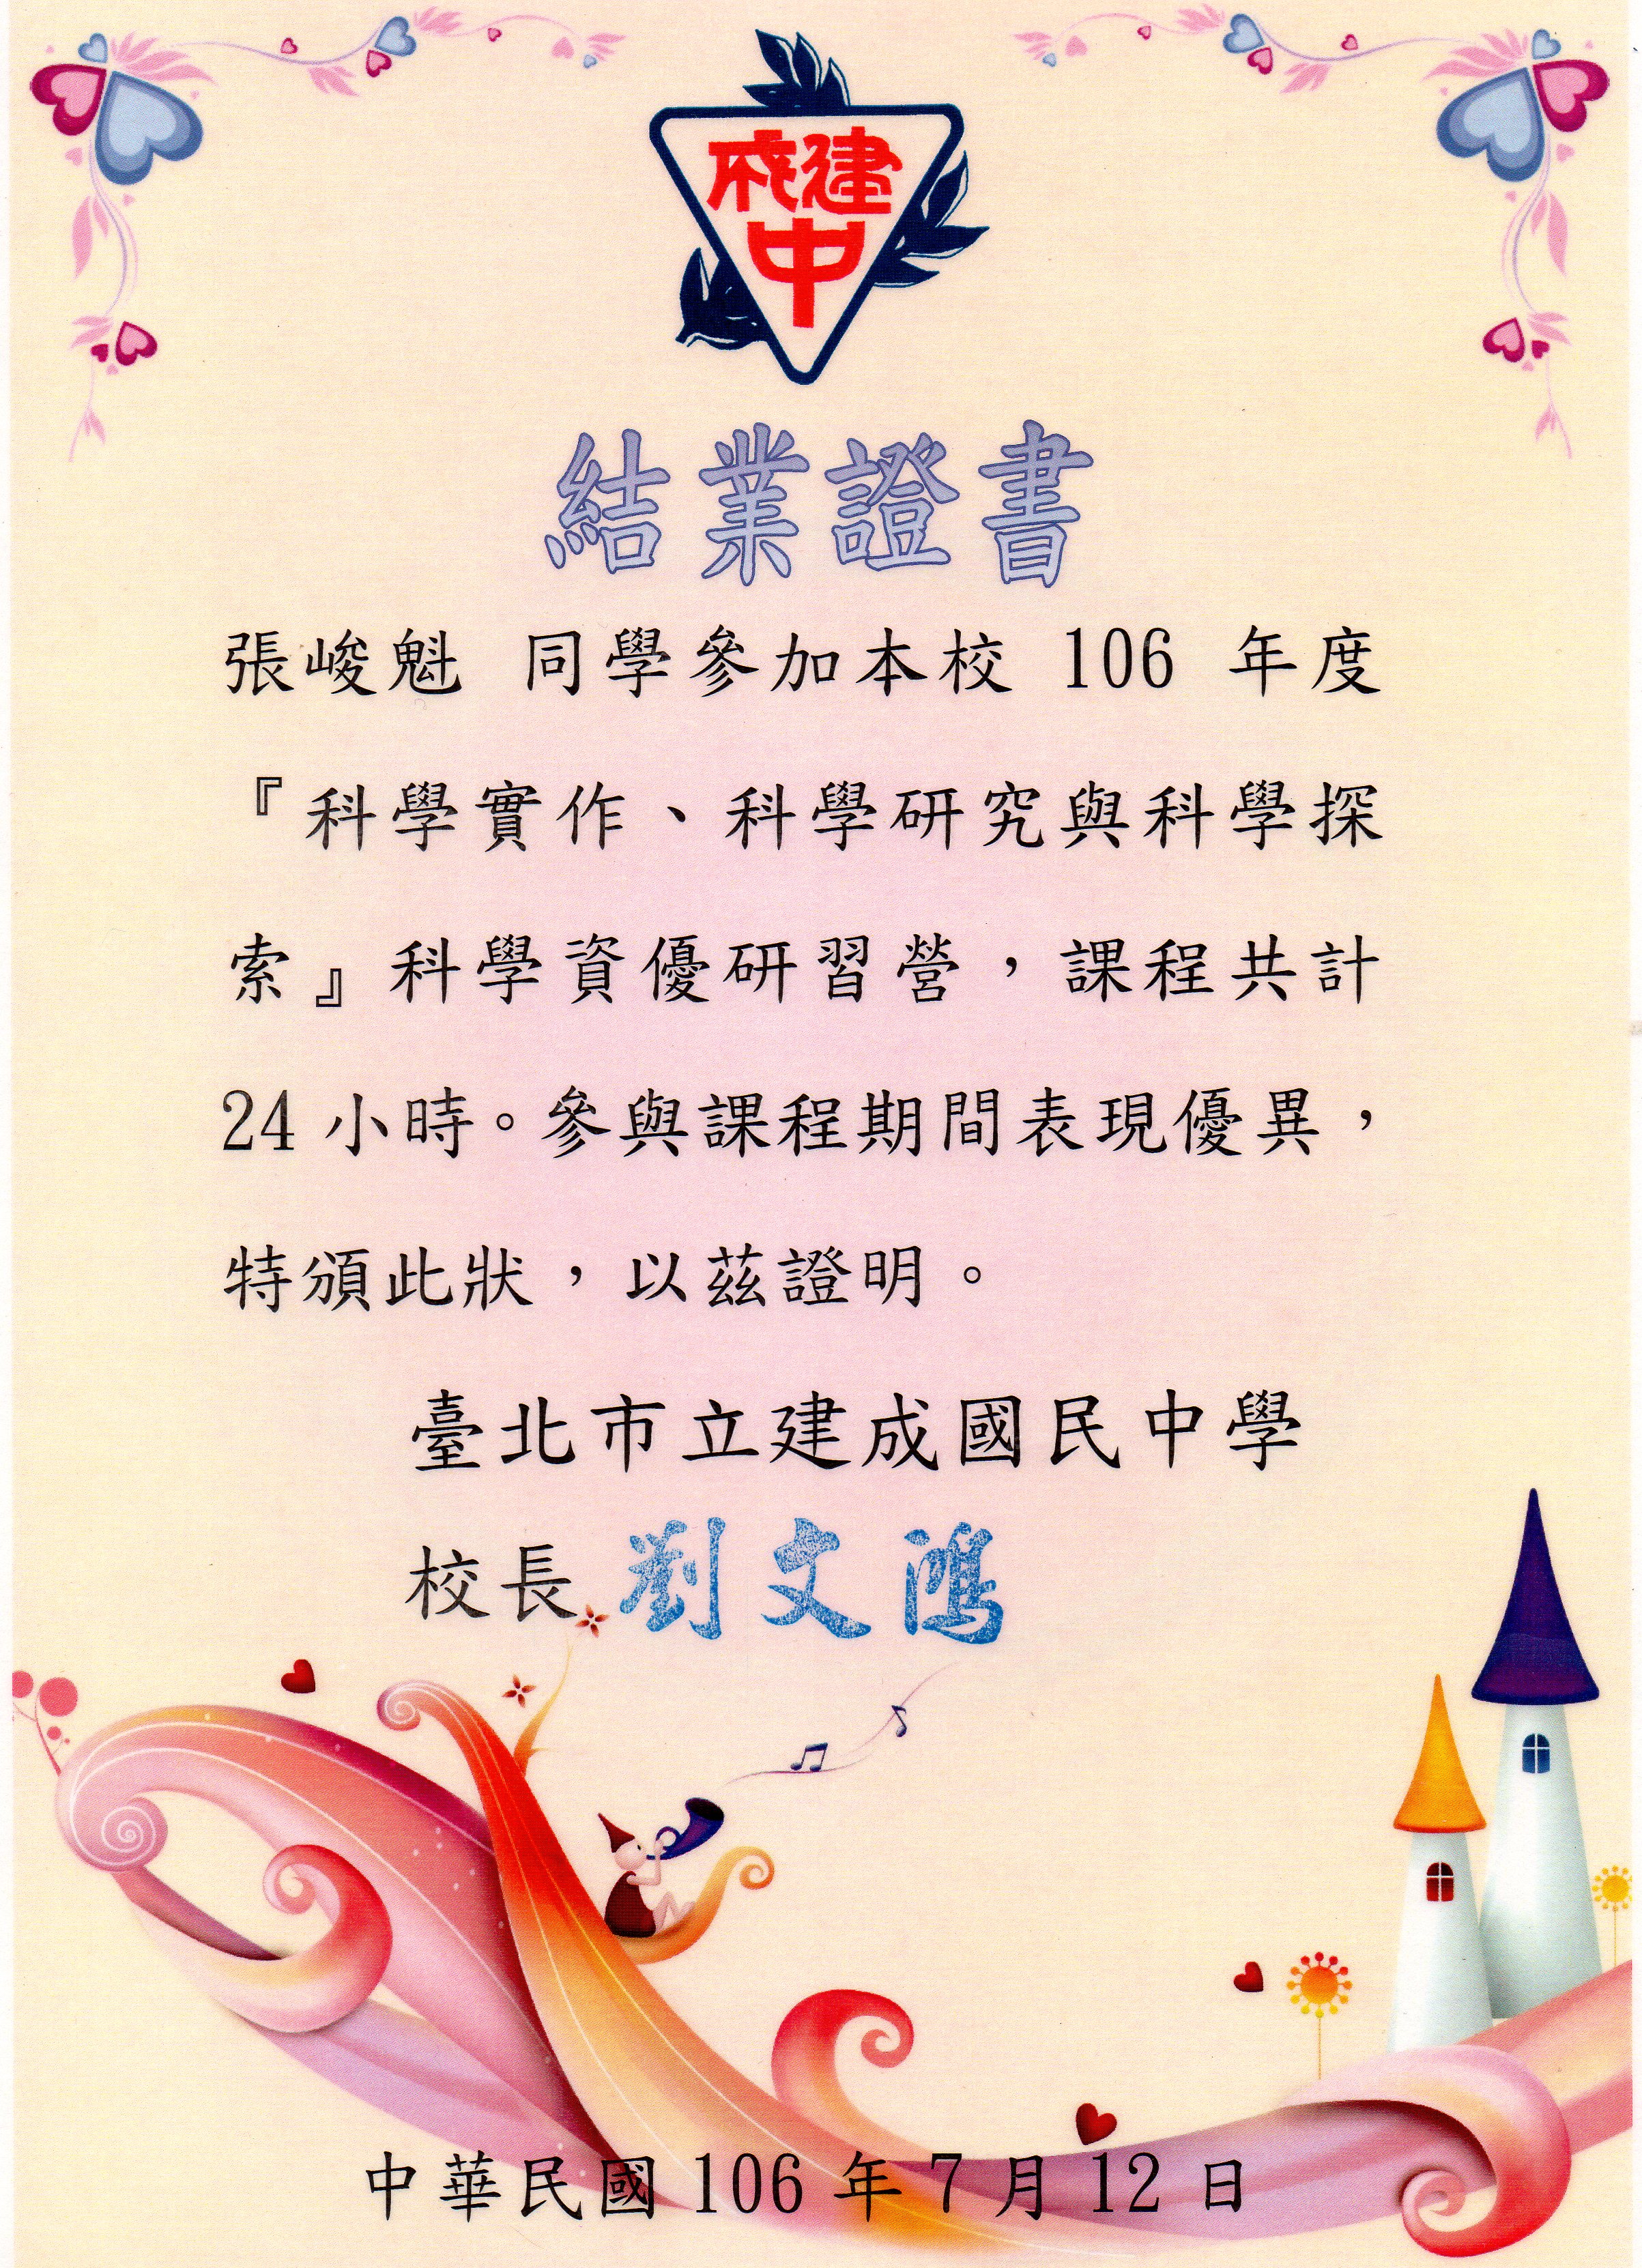 建成中
結業證書
張峻魁 同學參加本校 106 年度
『科學實作、科學研究與科學探
索』科學資優研習營，課程共計
24 小時。參與課程期間表現優異，
特頒此狀，以茲證明。
臺北市立建成國民中學
校長 劉文鴻
中華民國 106 年 7 月 12 日